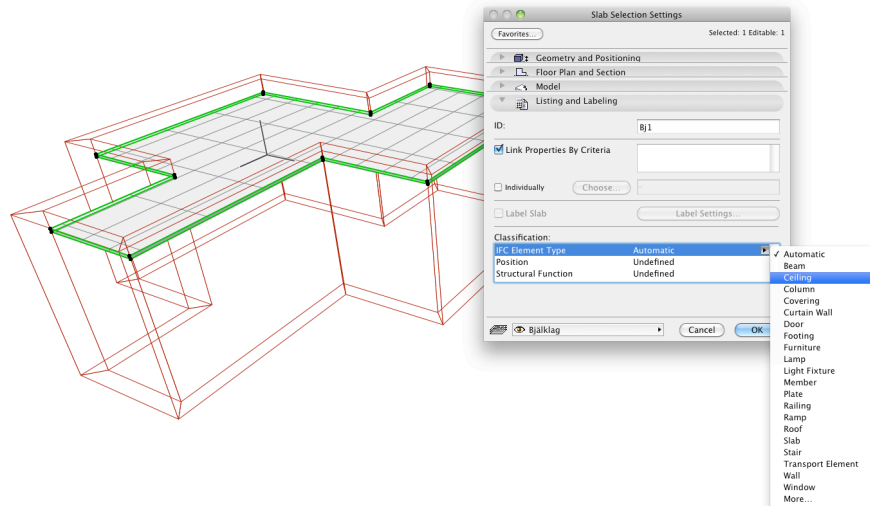 Slab Selection Settings
Favorites...
Selected: 1 Editable: 1
Geometry and Positioning
Floor Plan and Section
Model
Listing and Labeling
ID:
Bj1
Link Properties By Criteria
Individually
Choose...
Label Slab
Label Settings...
Classification:
IFC Element Type Automatic
Position Undefined
Structural Function Undefined
Bjälklag
Cancel
OK
Automatic
Beam
Ceiling
Column
Covering
Curtain Wall
Door
Footing
Furniture
Lamp
Light Fixture
Member
Plate
Railing
Ramp
Roof
Slab
Stair
Transport Element
Wall
Window
More...